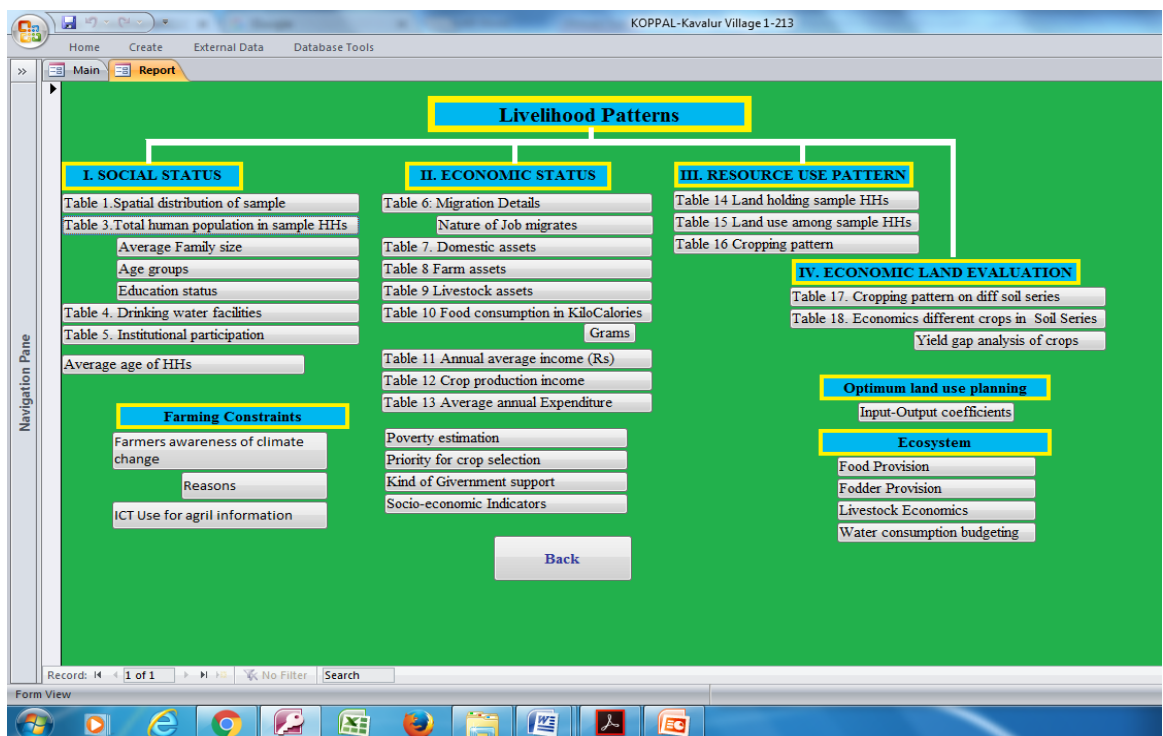 KOPPAL-Kavalur Village 1-213
Home Create External Data Database Tools
Main Report
Navigation Pane
Livelihood Patterns
I. SOCIAL STATUS
Table 1.Spatial distribution of sample
Table 3.Total human population in sample HHs
Average Family size
Age groups
Education status
Table 4. Drinking water facilities
Table 5. Institutional participation
Average age of HHs
Farming Constraints
Farmers awareness of climate
change
Reasons
ICT Use for agril information
II. ECONOMIC STATUS
Table 6: Migration Details
Nature of Job migrates
Table 7. Domestic assets
Table 8 Farm assets
Table 9 Livestock assets
Table 10 Food consumption in KiloCalories
Grams
Table 11 Annual average income (Rs)
Table 12 Crop production income
Table 13 Average annual Expenditure
Poverty estimation
Priority for crop selection
Kind of Givernment support
Socio-economic Indicators
Back
III. RESOURCE USE PATTERN
Table 14 Land holding sample HHs
Table 15 Land use among sample HHs
Table 16 Cropping pattern
IV. ECONOMIC LAND EVALUATION
Table 17. Cropping pattern on diff soil series
Table 18. Economics different crops in Soil Series
Yield gap analysis of crops
Optimum land use planning
Input-Output coefficients
Ecosystem
Food Provision
Fodder Provision
Livestock Economics
Water consumption budgeting
Record: 1 of 1 No Filter Search
Form View